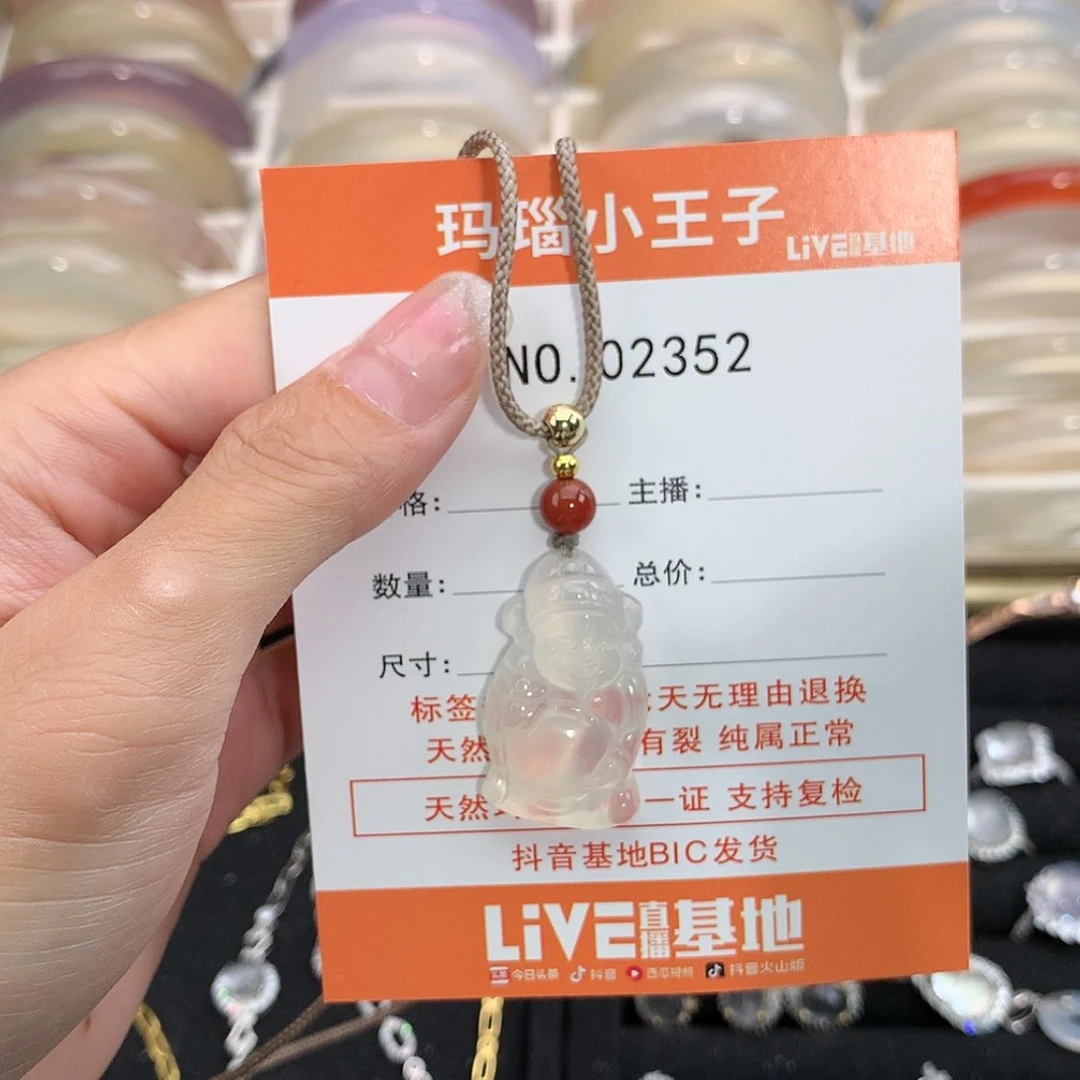 玛瑙小王子
LiVE直播基地
NO. 02352
格: 主播:
数量: 总价:
尺寸:
标签 天无理由退换
天然 有裂 纯属正常
天然 一证 支持复检
抖音基地BIC发货
LiVE直播基地
今日头条 抖音 西瓜视频 抖音火山版